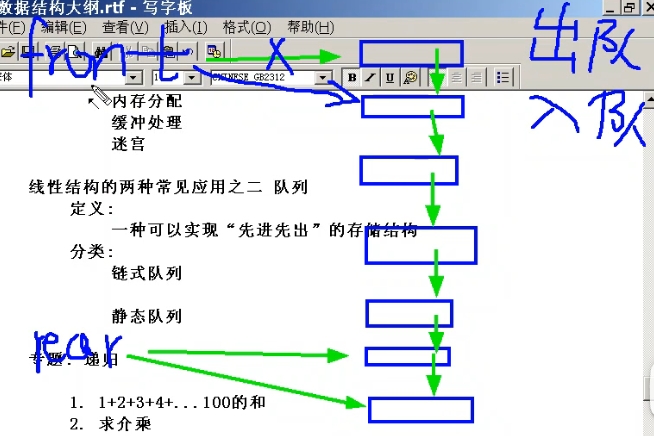 数据结构大纲.rtf - 写字板
件(F) 编辑(E) 查看(V) 插入(I) 格式(O) 帮助(H)
front
X
出队
CHINESE_GB2312
B I U
入队
内存分配
缓冲处理
迷宫
线性结构的两种常见应用之二 队列
定义:
一种可以实现“先进先出”的存储结构
分类:
链式队列
静态队列
rear
专题: 递归
1. 1+2+3+4+...100的和
2. 求介乘